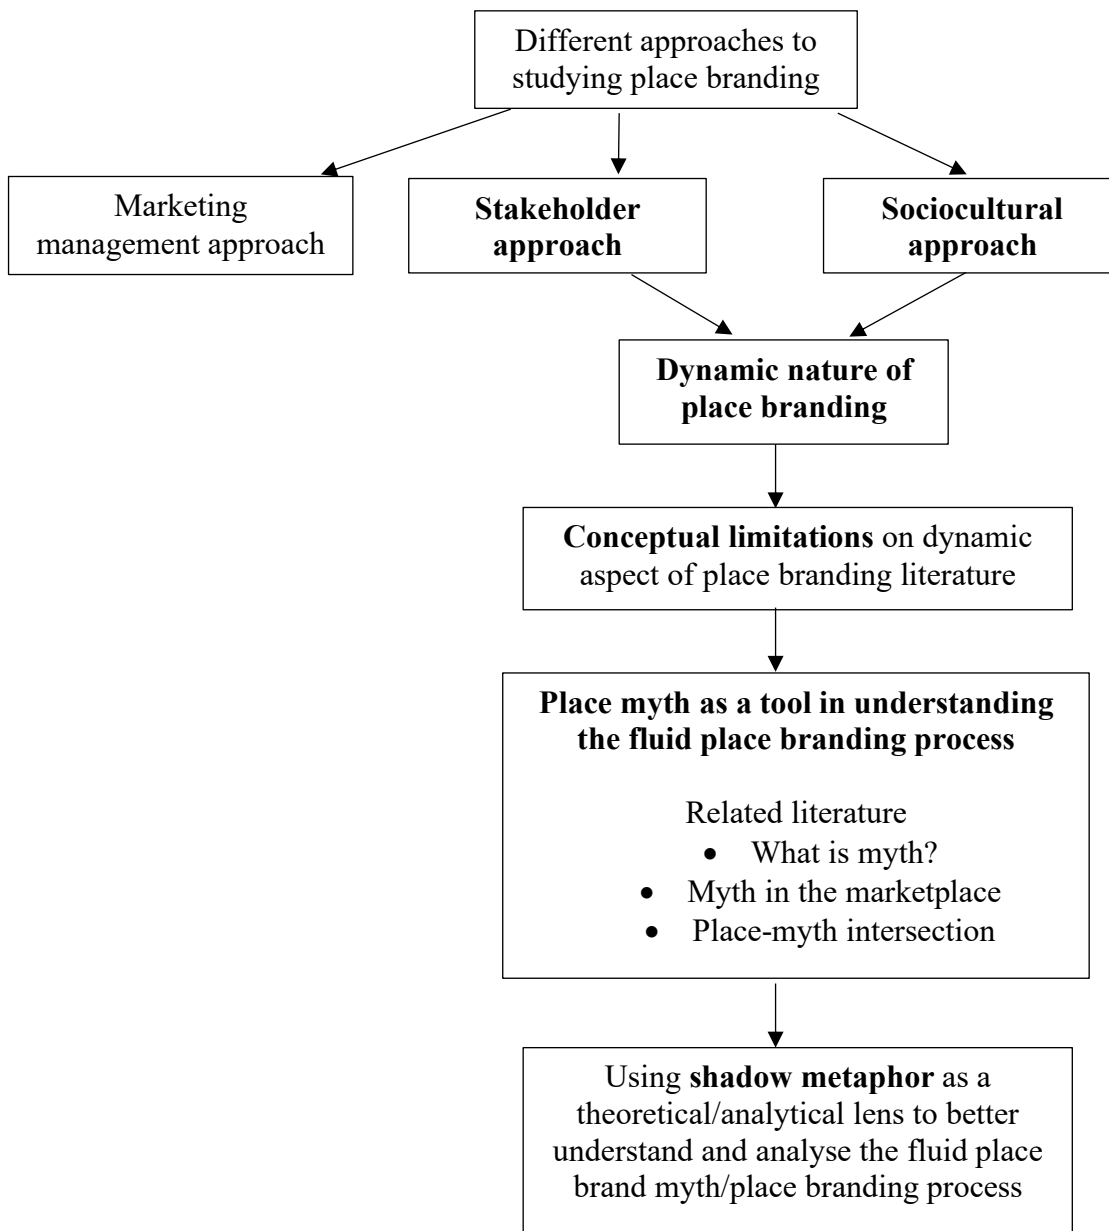 Different approaches to
studying place branding
Marketing
management approach
Stakeholder
approach
Sociocultural
approach
Dynamic nature of
place branding
Conceptual limitations on dynamic
aspect of place branding literature
Place myth as a tool in understanding
the fluid place branding process
Related literature
• What is myth?
• Myth in the marketplace
• Place-myth intersection
Using shadow metaphor as a
theoretical/analytical lens to better
understand and analyse the fluid place
brand myth/place branding process